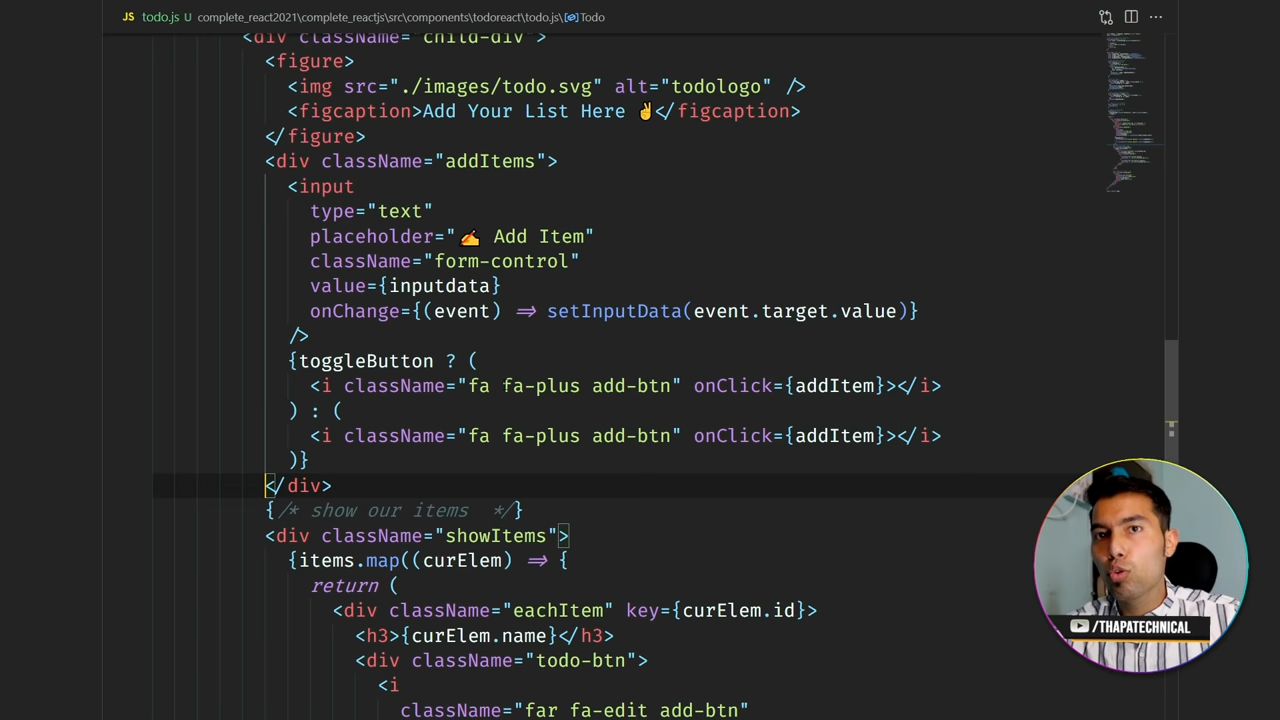 JS todo.js U complete_react2021\complete_reactjs\src\components\todoreact\todo.js\Todo
<div className="child-div">
<figure>
<img src="./images/todo.svg" alt="todologo" />
<figcaption>Add Your List Here ✌</figcaption>
</figure>
<div className="addItems">
<input
type="text"
placeholder="✍ Add Item"
className="form-control"
value={inputdata}
onChange={(event) => setInputData(event.target.value)}
/>
{toggleButton ? (
<i className="fa fa-plus add-btn" onClick={addItem}></i>
) : (
<i className="fa fa-plus add-btn" onClick={addItem}></i>
)}
</div>
{/* show our items  */}
<div className="showItems">
{items.map((curElem) => {
return (
<div className="eachItem" key={curElem.id}>
<h3>{curElem.name}</h3>
<div className="todo-btn">
<i
className="far fa-edit add-btn"
/THAPATECHNICAL